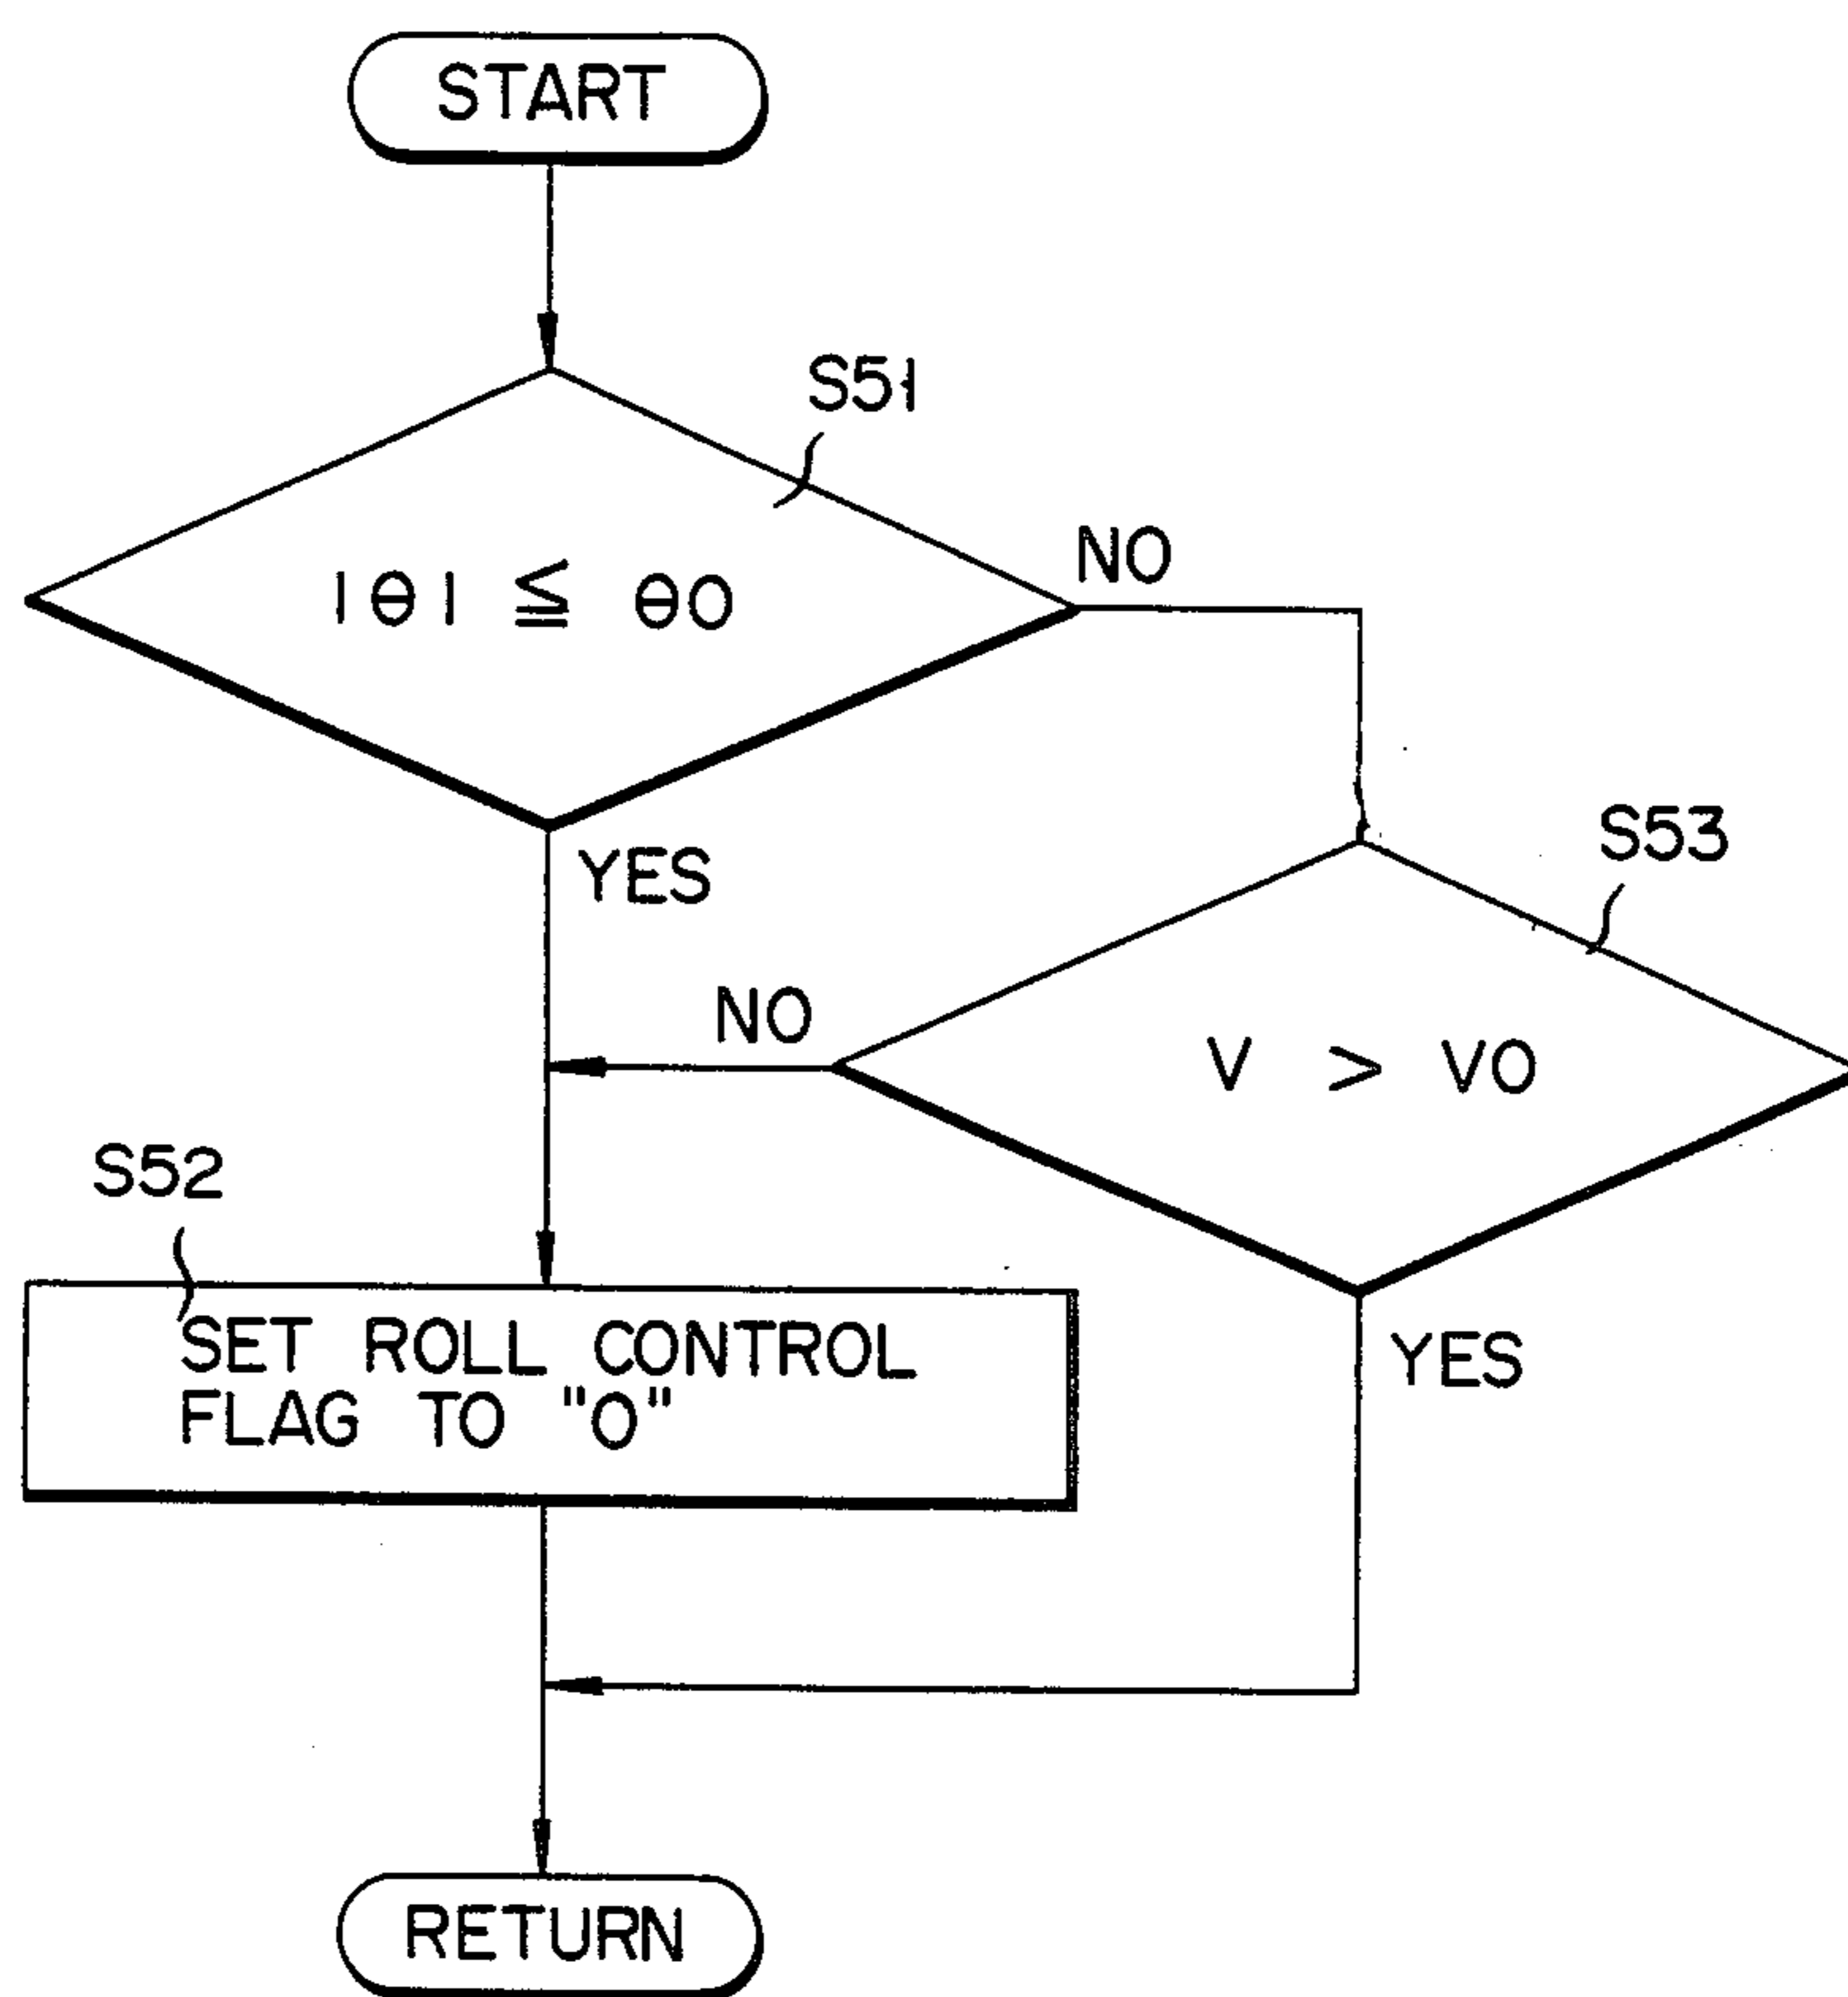 START
S51
|θ| ≦ θ0
NO
YES
S53
NO
V > V0
S52
SET ROLL CONTROL
FLAG TO "0"
YES
RETURN